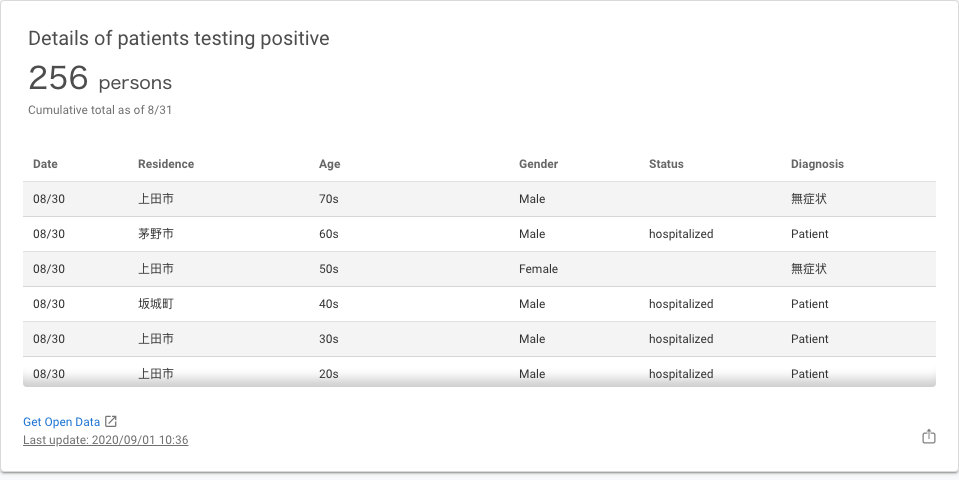 Details of patients testing positive
256 persons
Cumulative total as of 8/31
Date Residence Age Gender Status Diagnosis
08/30 上田市 70s Male 無症状
08/30 茅野市 60s Male hospitalized Patient
08/30 上田市 50s Female 無症状
08/30 坂城町 40s Male hospitalized Patient
08/30 上田市 30s Male hospitalized Patient
08/30 上田市 20s Male hospitalized Patient
Get Open Data
Last update: 2020/09/01 10:36